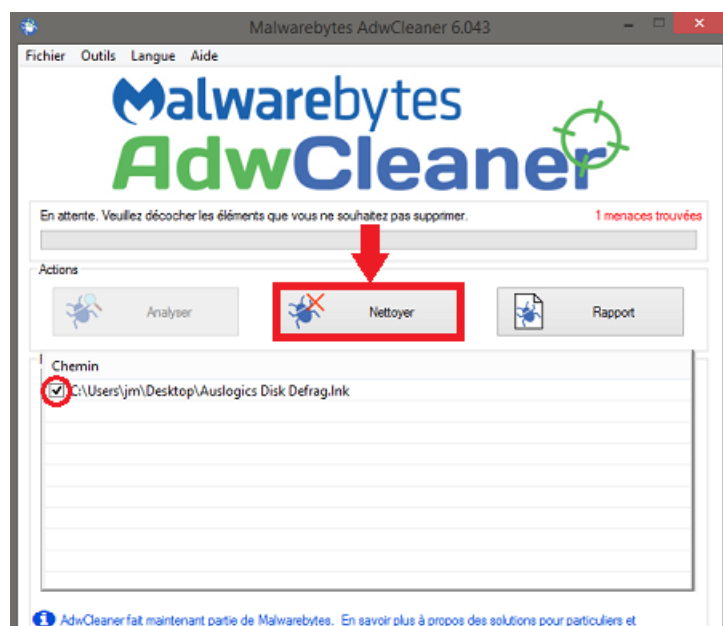 Malwarebytes AdwCleaner 6.043
Fichier Outils Langue Aide
Malwarebytes
AdwCleaner
En attente. Veuillez décocher les éléments que vous ne souhaitez pas supprimer. 1 menaces trouvées
Actions
Analyser Nettoyer Rapport
Chemin
C:\Users\jm\Desktop\Auslogics Disk Defrag.lnk
AdwCleaner fait maintenant partie de Malwarebytes. En savoir plus à propos des solutions pour particuliers et